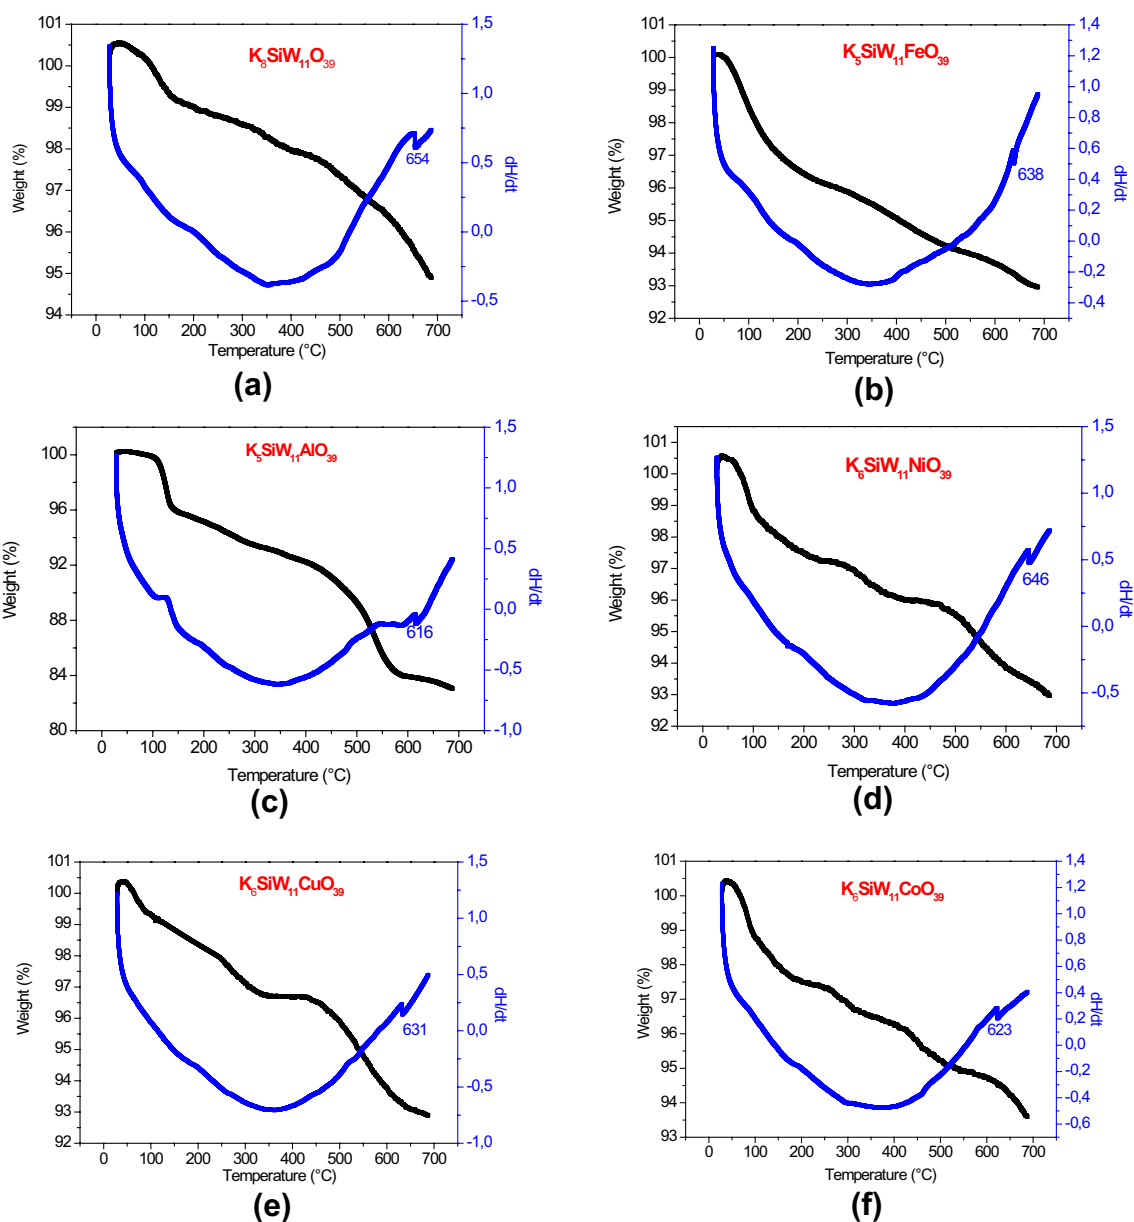 K₈SiW₁₁O₃₉
101
100
99
98
97
96
95
94
Weight (%)
1,5
1,0
0,5
0,0
-0,5
dH/dt
654
0 100 200 300 400 500 600 700
Temperature (°C)
(a)
K₅SiW₁₁FeO₃₉
101
100
99
98
97
96
95
94
93
92
Weight (%)
1,4
1,2
1,0
0,8
0,6
0,4
0,2
0,0
-0,2
-0,4
dH/dt
638
0 100 200 300 400 500 600 700
Temperature (°C)
(b)
K₅SiW₁₁AlO₃₉
100
96
92
88
84
80
Weight (%)
1,5
1,0
0,5
0,0
-0,5
-1,0
dH/dt
616
0 100 200 300 400 500 600 700
Temperature (°C)
(c)
K₆SiW₁₁NiO₃₉
101
100
99
98
97
96
95
94
93
92
Weight (%)
1,5
1,0
0,5
0,0
-0,5
dH/dt
646
0 100 200 300 400 500 600 700
Temperature (°C)
(d)
K₆SiW₁₁CuO₃₉
101
100
99
98
97
96
95
94
93
92
Weight (%)
1,5
1,0
0,5
0,0
-0,5
-1,0
dH/dt
631
0 100 200 300 400 500 600 700
Temperature (°C)
(e)
K₆SiW₁₁CoO₃₉
101
100
99
98
97
96
95
94
93
Weight (%)
1,4
1,2
1,0
0,8
0,6
0,4
0,2
0,0
-0,2
-0,4
-0,6
dH/dt
623
0 100 200 300 400 500 600 700
Temperature (°C)
(f)